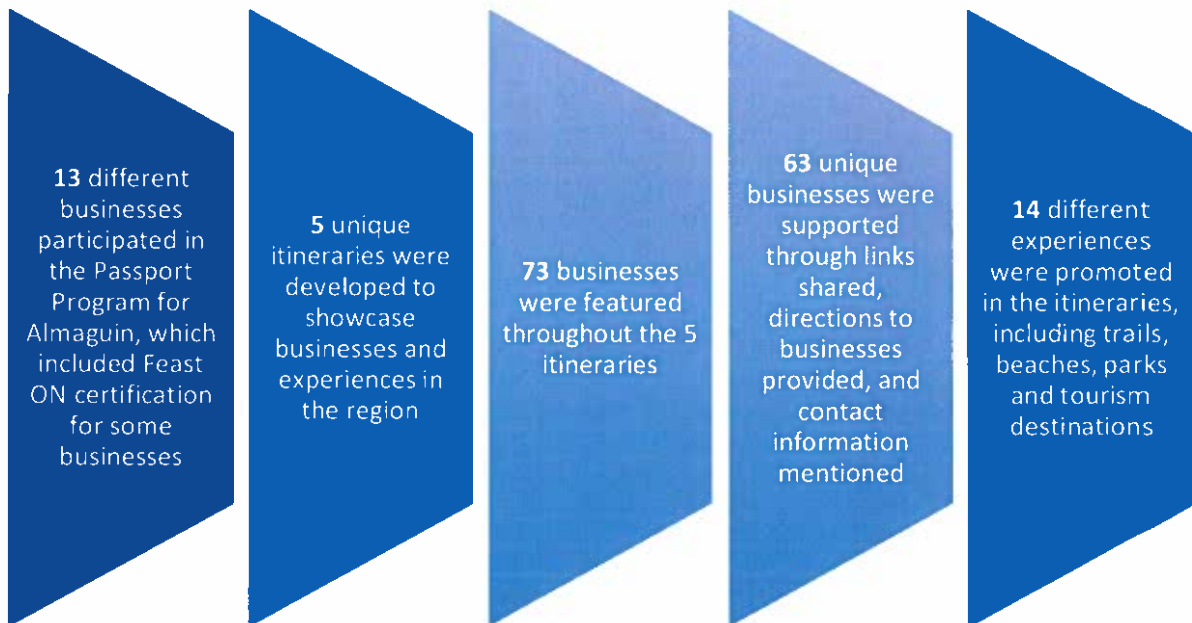 13 different
businesses
participated in
the Passport
Program for
Almaguin, which
included Feast
ON certification
for some
businesses
5 unique
itineraries were
developed to
showcase
businesses and
experiences in
the region
73 businesses
were featured
throughout the 5
itineraries
63 unique
businesses were
supported
through links
shared,
directions to
businesses
provided, and
contact
information
mentioned
14 different
experiences
were promoted
in the itineraries,
including trails,
beaches, parks
and tourism
destinations